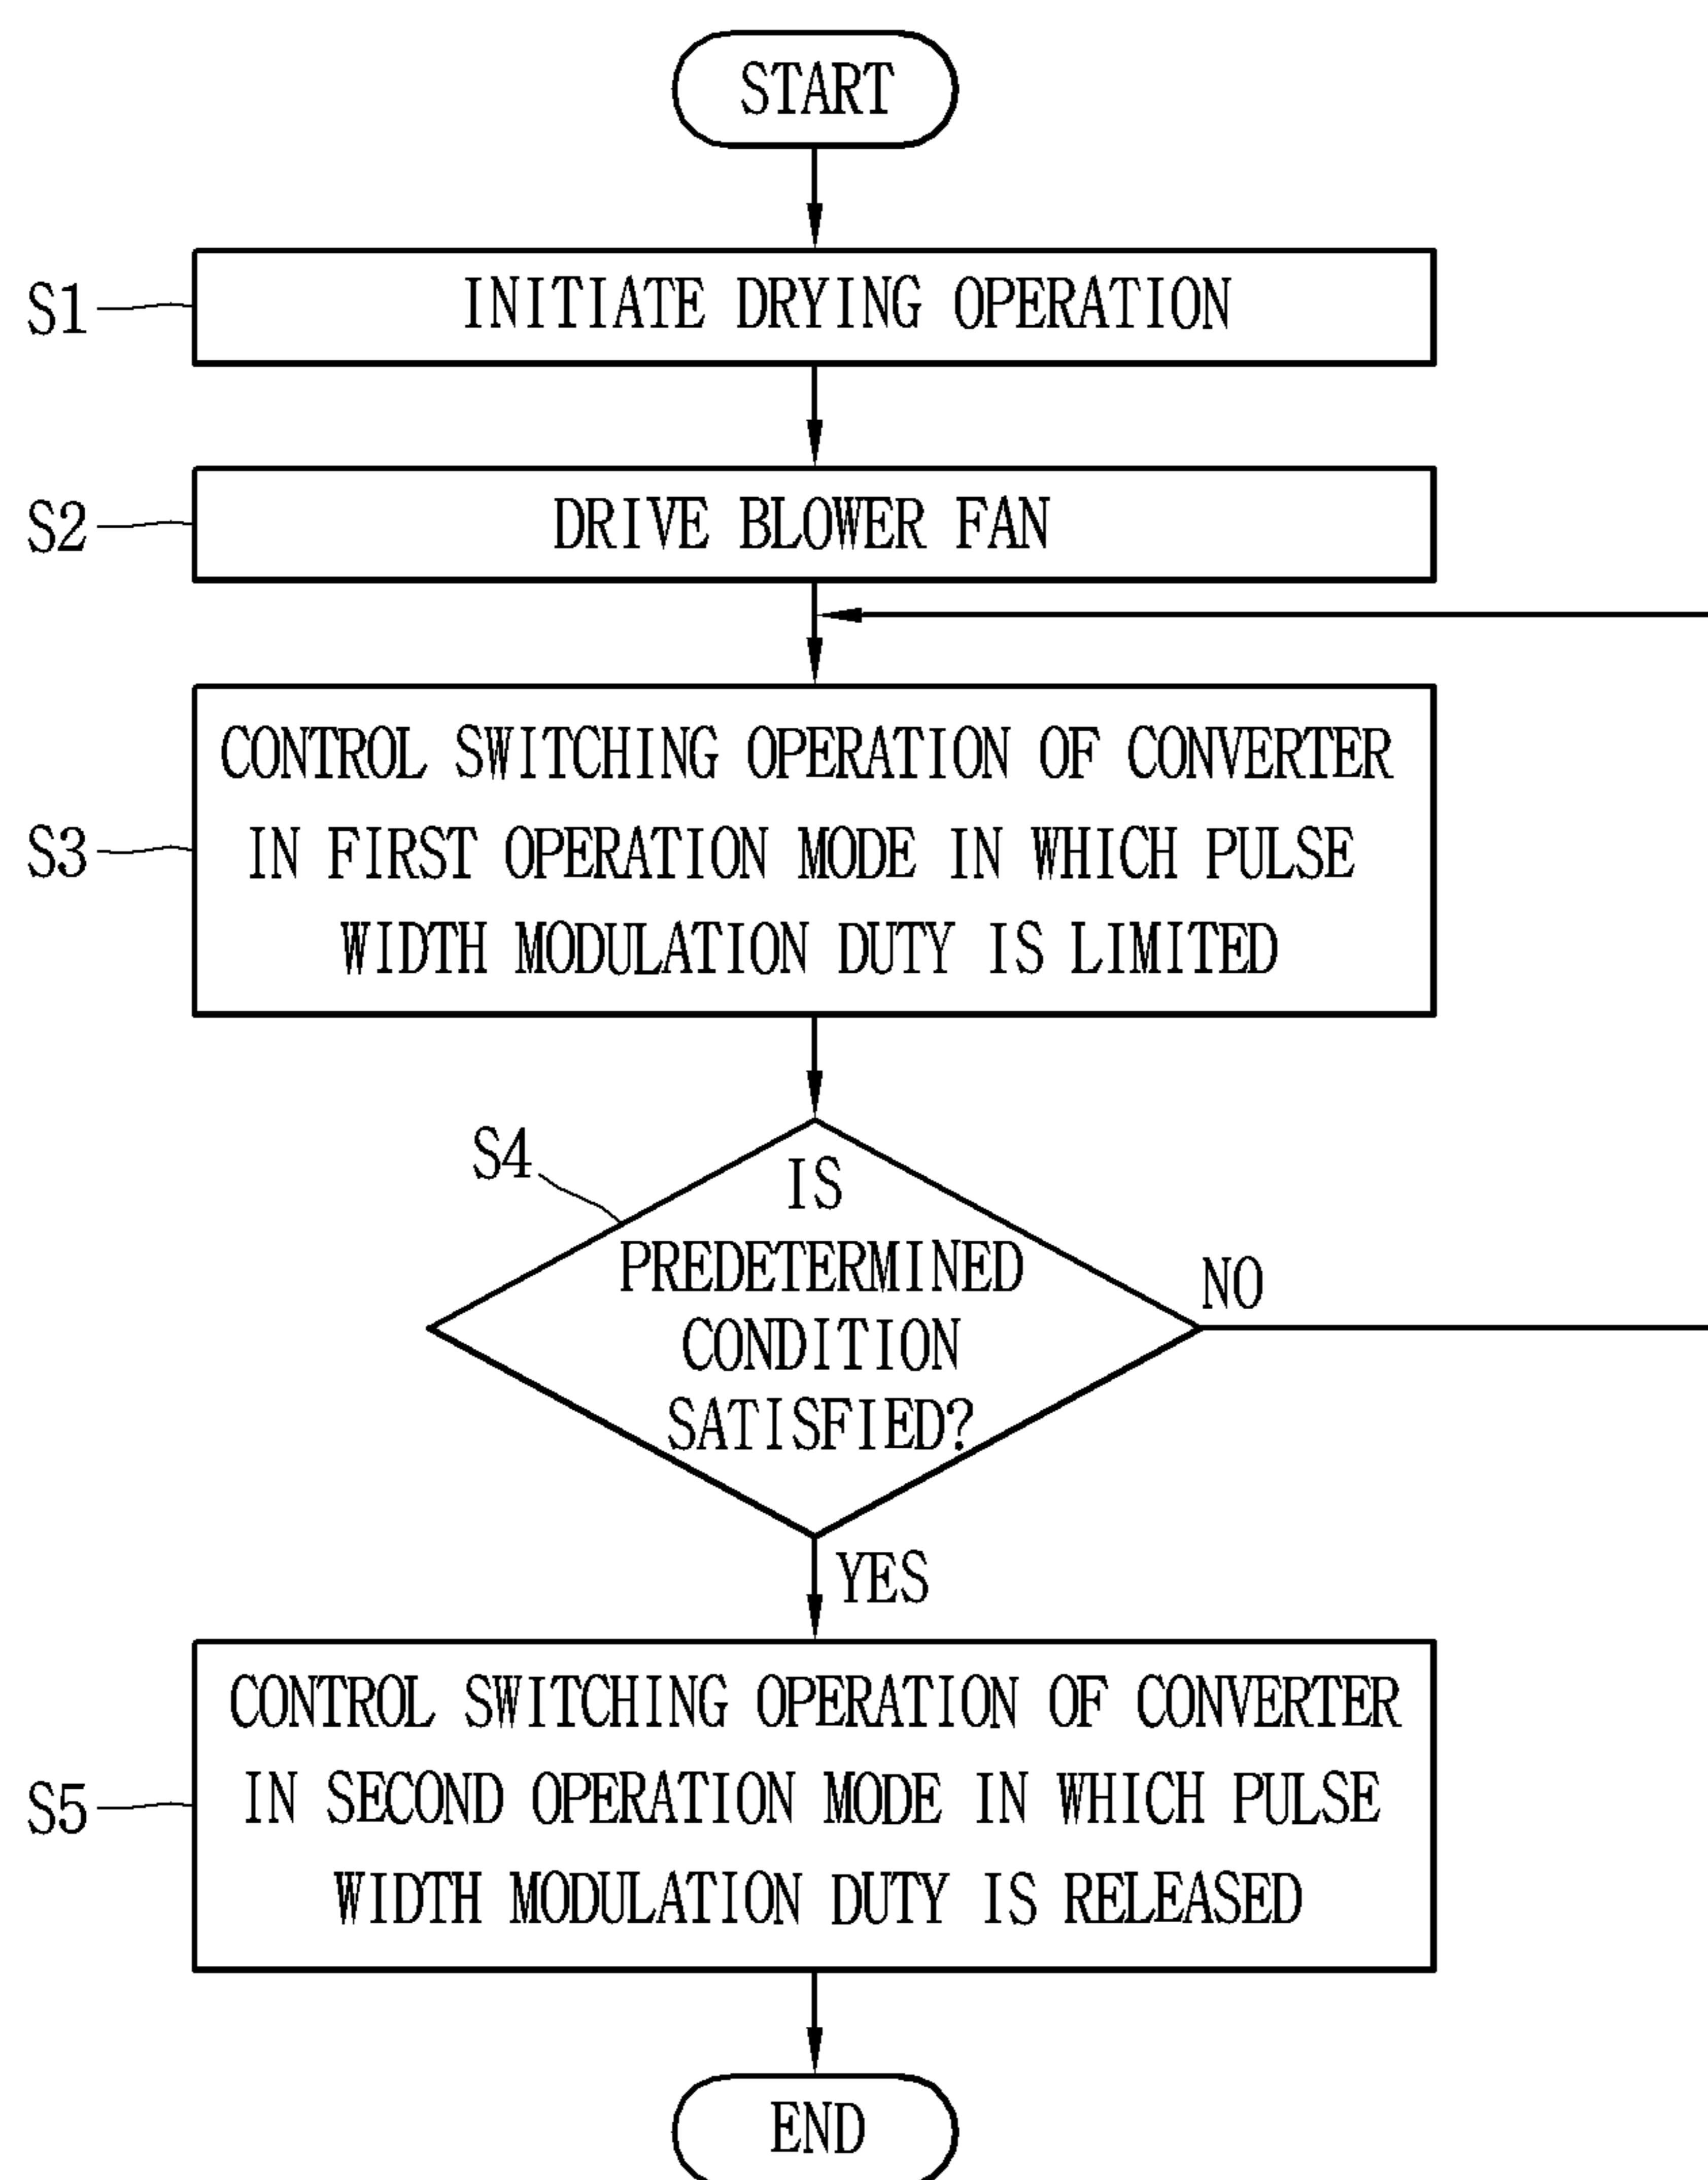 START
S1
INITIATE DRYING OPERATION
S2
DRIVE BLOWER FAN
S3
CONTROL SWITCHING OPERATION OF CONVERTER
IN FIRST OPERATION MODE IN WHICH PULSE
WIDTH MODULATION DUTY IS LIMITED
S4
IS
PREDETERMINED
CONDITION
SATISFIED?
NO
YES
S5
CONTROL SWITCHING OPERATION OF CONVERTER
IN SECOND OPERATION MODE IN WHICH PULSE
WIDTH MODULATION DUTY IS RELEASED
END